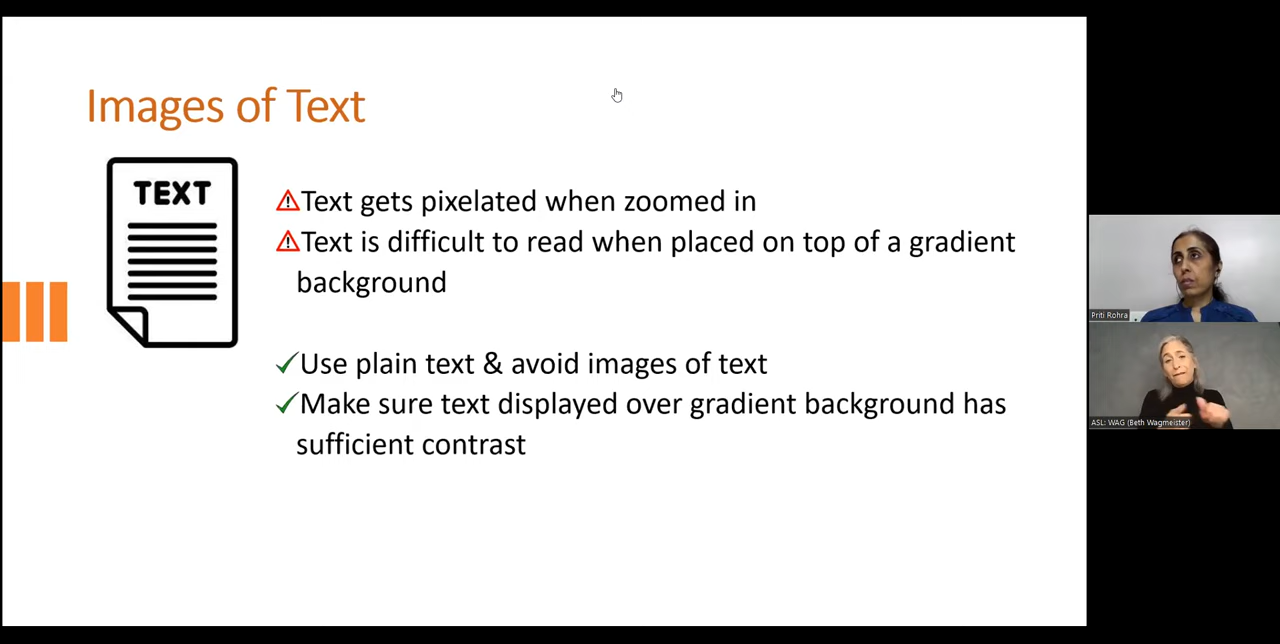 Images of Text
TEXT
Text gets pixelated when zoomed in
Text is difficult to read when placed on top of a gradient
background
Use plain text & avoid images of text
Make sure text displayed over gradient background has
sufficient contrast
Priti Rohra
ASL: WAG (Beth Wagmeister)